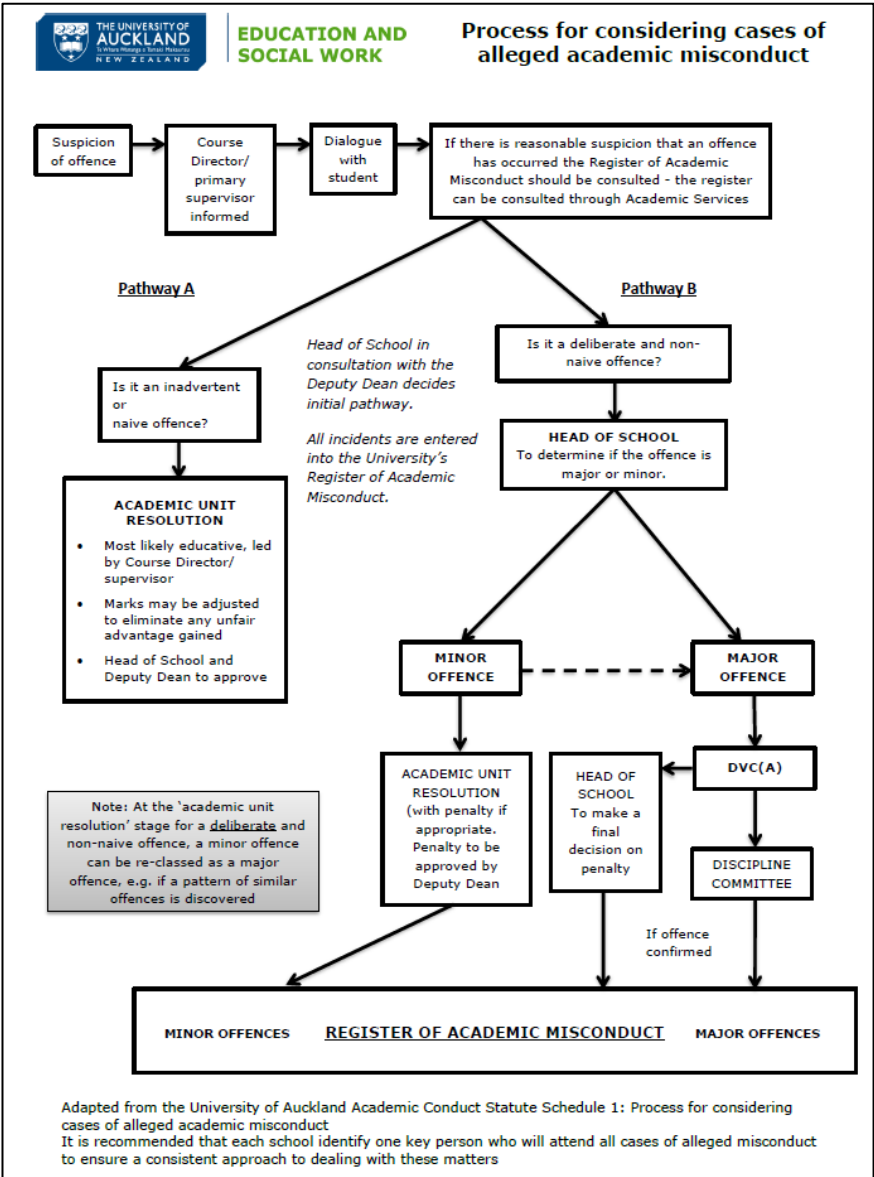 THE UNIVERSITY OF
AUCKLAND
Te Whare Wānanga o Tāmaki Makaurau
NEW ZEALAND
EDUCATION AND
SOCIAL WORK
Process for considering cases of
alleged academic misconduct
Suspicion
of offence
Course
Director/
primary
supervisor
informed
Dialogue
with
student
If there is reasonable suspicion that an offence
has occurred the Register of Academic
Misconduct should be consulted - the register
can be consulted through Academic Services
Pathway A
Pathway B
Head of School in
consultation with the
Deputy Dean decides
initial pathway.
All incidents are entered
into the University's
Register of Academic
Misconduct.
Is it an inadvertent
or
naive offence?
Is it a deliberate and non-
naive offence?
HEAD OF SCHOOL
To determine if the offence is
major or minor.
ACADEMIC UNIT
RESOLUTION
• Most likely educative, led
by Course Director/
supervisor
• Marks may be adjusted
to eliminate any unfair
advantage gained
• Head of School and
Deputy Dean to approve
MINOR
OFFENCE
MAJOR
OFFENCE
ACADEMIC UNIT
RESOLUTION
(with penalty if
appropriate.
Penalty to be
approved by
Deputy Dean
HEAD OF
SCHOOL
To make a
final
decision on
penalty
DVC(A)
DISCIPLINE
COMMITTEE
Note: At the 'academic unit
resolution' stage for a deliberate and
non-naive offence, a minor offence
can be re-classed as a major
offence, e.g. if a pattern of similar
offences is discovered
If offence
confirmed
MINOR OFFENCES REGISTER OF ACADEMIC MISCONDUCT MAJOR OFFENCES
Adapted from the University of Auckland Academic Conduct Statute Schedule 1: Process for considering
cases of alleged academic misconduct
It is recommended that each school identify one key person who will attend all cases of alleged misconduct
to ensure a consistent approach to dealing with these matters